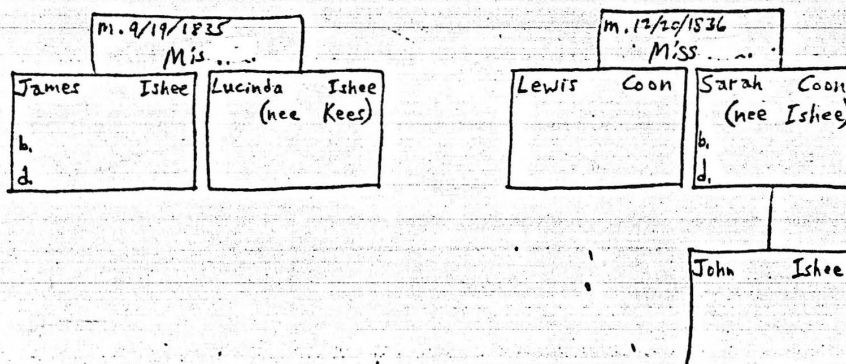 m. 9/19/1835
Mis....
James Ishee
b.
d.
Lucinda Ishee
(nee Kees)
m. 12/20/1836
Miss.....
Lewis Coon
Sarah Coon
(nee Ishee)
b.
d.
John Ishee